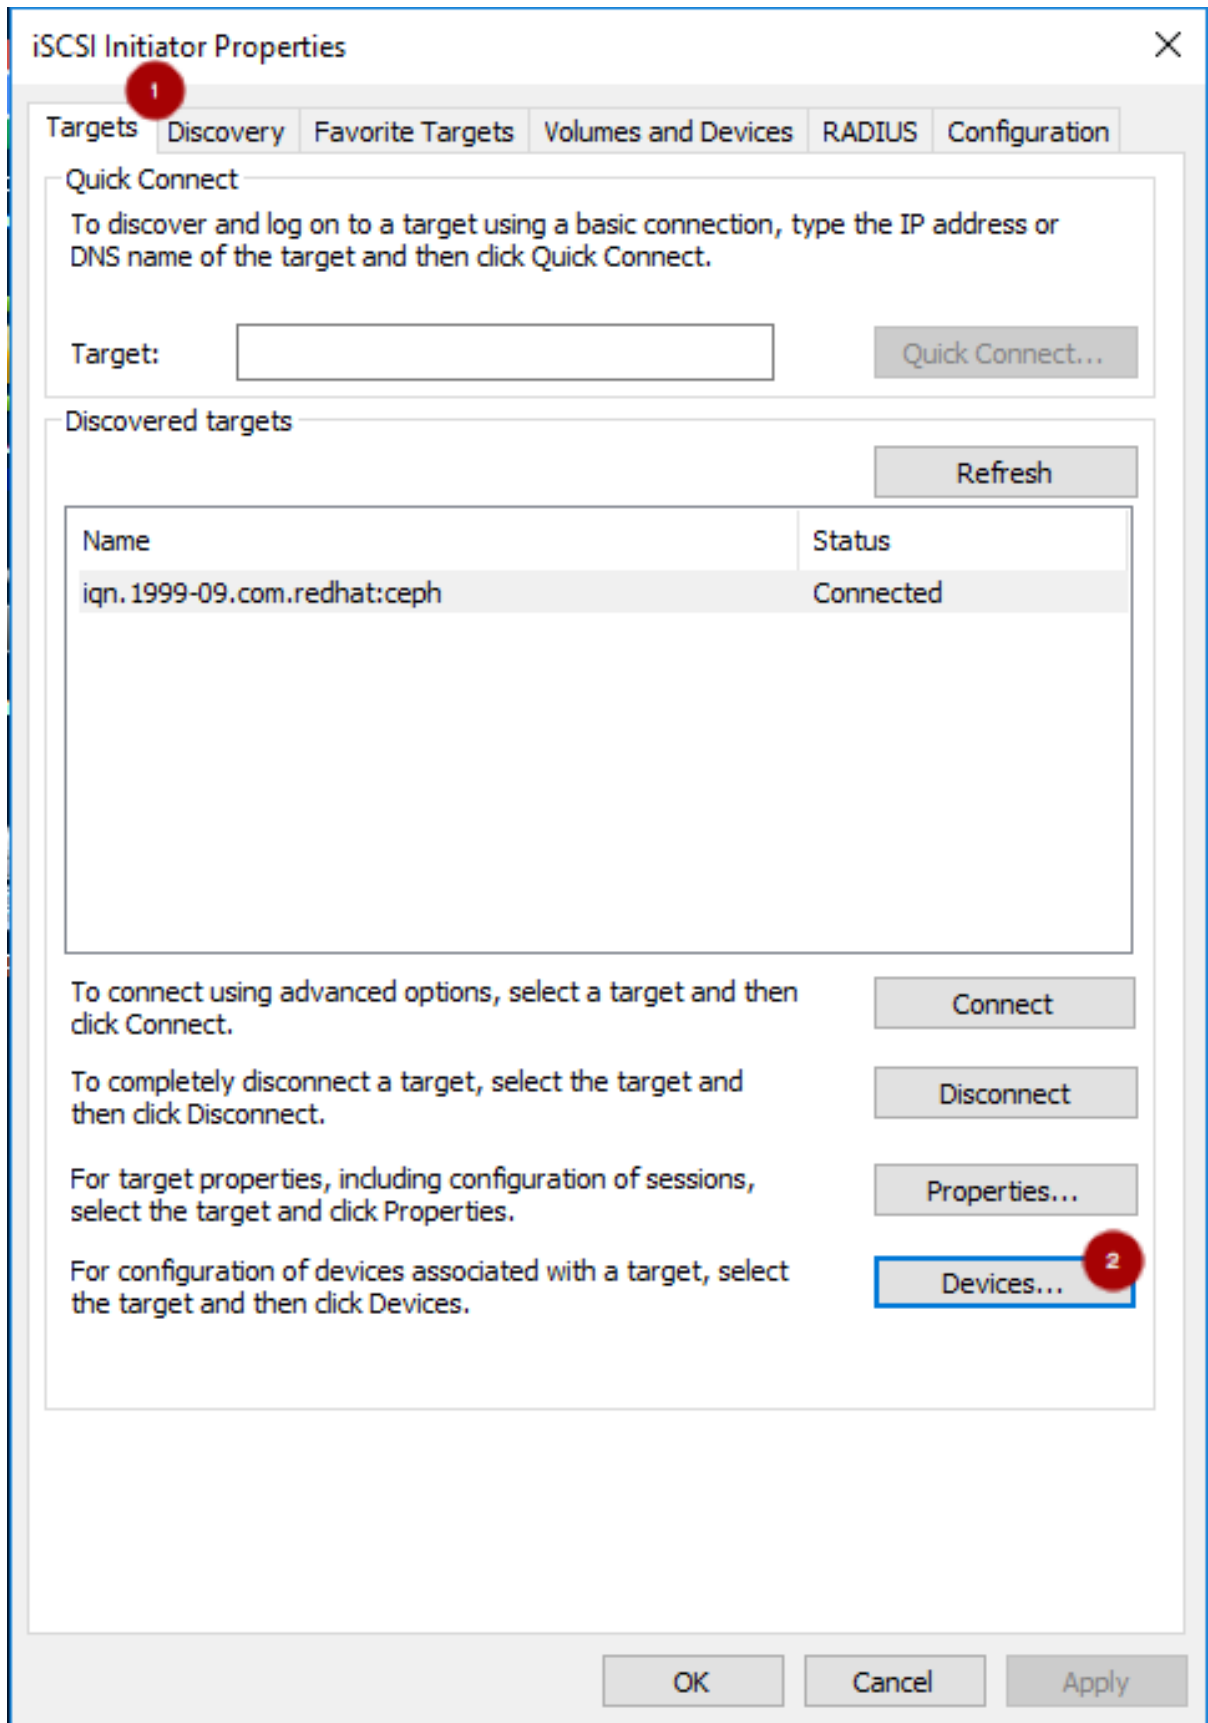 iSCSI Initiator Properties
1
Targets Discovery Favorite Targets Volumes and Devices RADIUS Configuration
Quick Connect
To discover and log on to a target using a basic connection, type the IP address or
DNS name of the target and then click Quick Connect.
Target: Quick Connect...
Discovered targets
Refresh
Name Status
iqn.1999-09.com.redhat:ceph Connected
To connect using advanced options, select a target and then
click Connect.
Connect
To completely disconnect a target, select the target and
then click Disconnect.
Disconnect
For target properties, including configuration of sessions,
select the target and click Properties.
Properties...
For configuration of devices associated with a target, select
the target and then click Devices.
Devices...
2
OK Cancel Apply